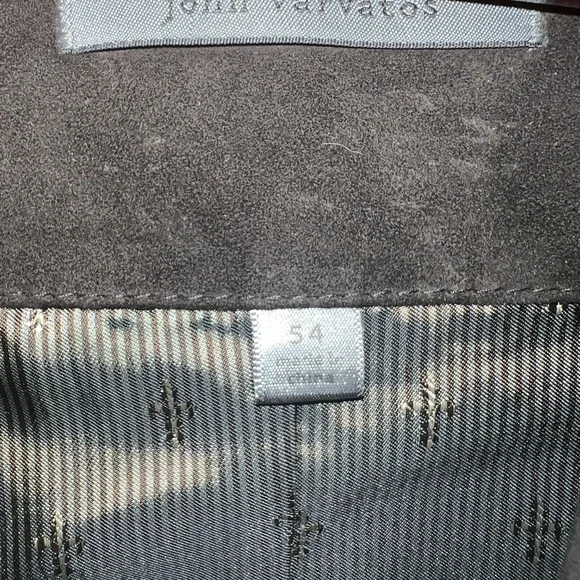 john varvatos
54
made in
china